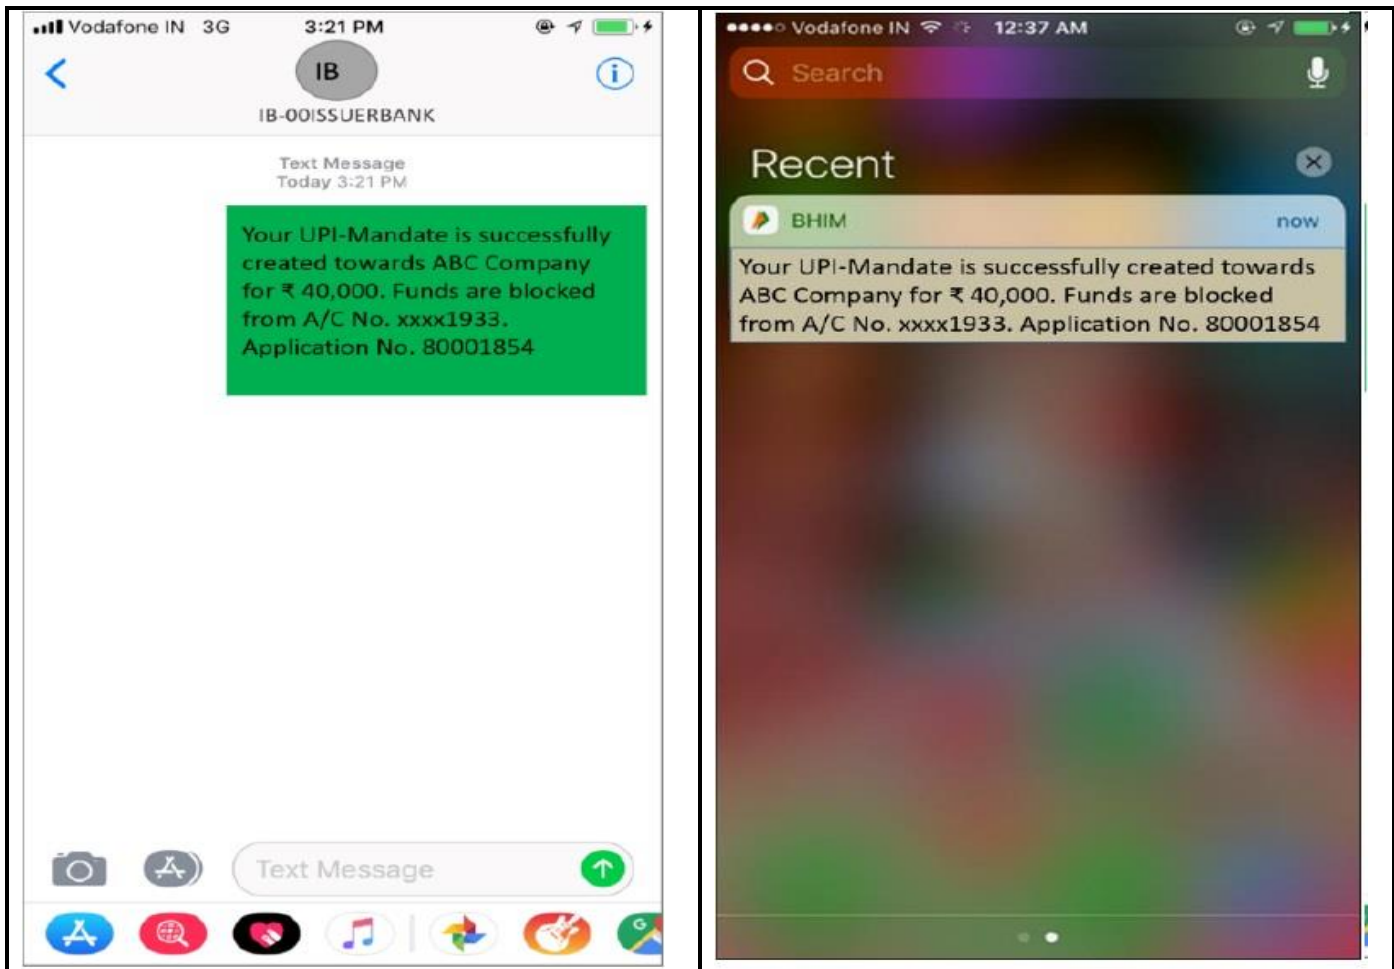 Vodafone IN 3G 3:21 PM
IB
IB-00ISSUERBANK
Text Message
Today 3:21 PM
Your UPI-Mandate is successfully
created towards ABC Company
for ₹ 40,000. Funds are blocked
from A/C No. xxxx1933.
Application No. 80001854
Text Message
Vodafone IN 12:37 AM
Search
Recent
BHIM now
Your UPI-Mandate is successfully created towards
ABC Company for ₹ 40,000. Funds are blocked
from A/C No. xxxx1933. Application No. 80001854